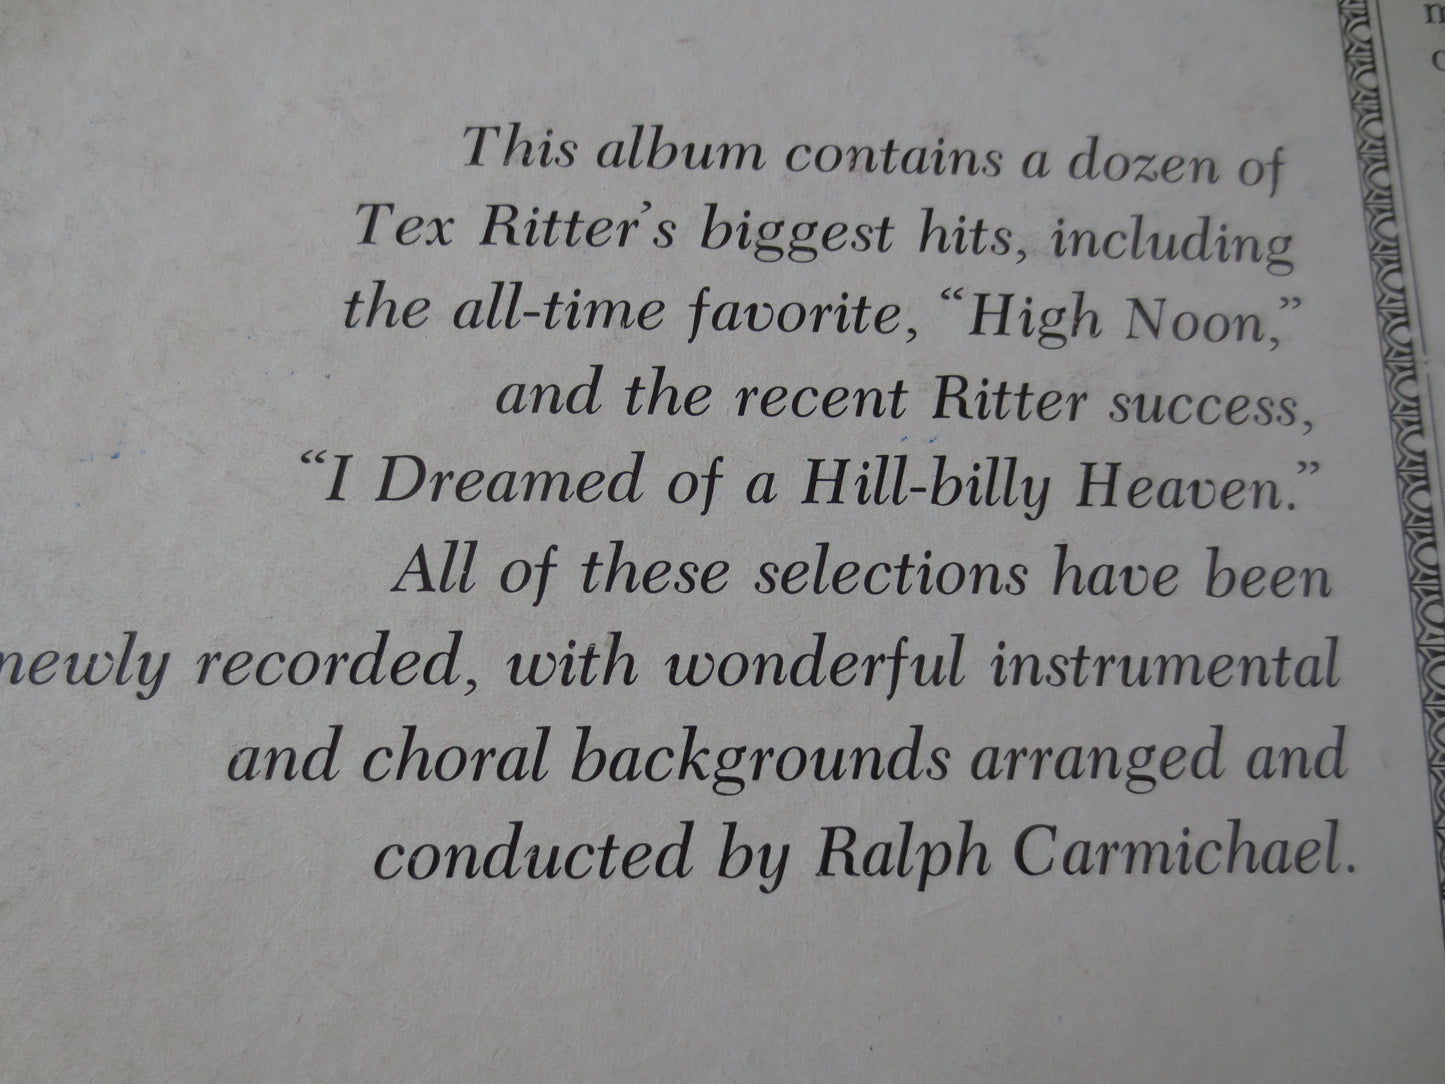 This album contains a dozen of
Tex Ritter's biggest hits, including
the all-time favorite, “High Noon,”
and the recent Ritter success,
“I Dreamed of a Hill-billy Heaven.”
All of these selections have been
newly recorded, with wonderful instrumental
and choral backgrounds arranged and
conducted by Ralph Carmichael.